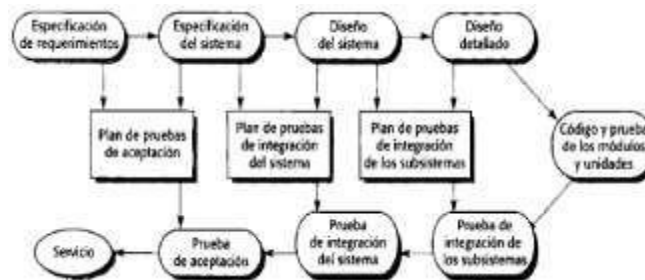 Especificación
de requerimientos
Especificación
del sistema
Diseño
del sistema
Diseño
detallado
Plan de pruebas
de aceptación
Plan de pruebas
de integración
del sistema
Plan de pruebas
de integración
de los subsistemas
Código y prueba
de los módulos
y unidades
Servicio
Prueba
de aceptación
Prueba
de integración
del sistema
Prueba de
integración de
los subsistemas